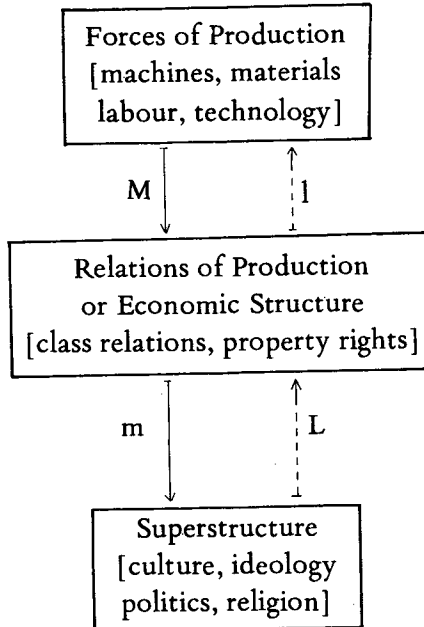 Forces of Production
[machines, materials
labour, technology]
M
l
Relations of Production
or Economic Structure
[class relations, property rights]
m
L
Superstructure
[culture, ideology
politics, religion]